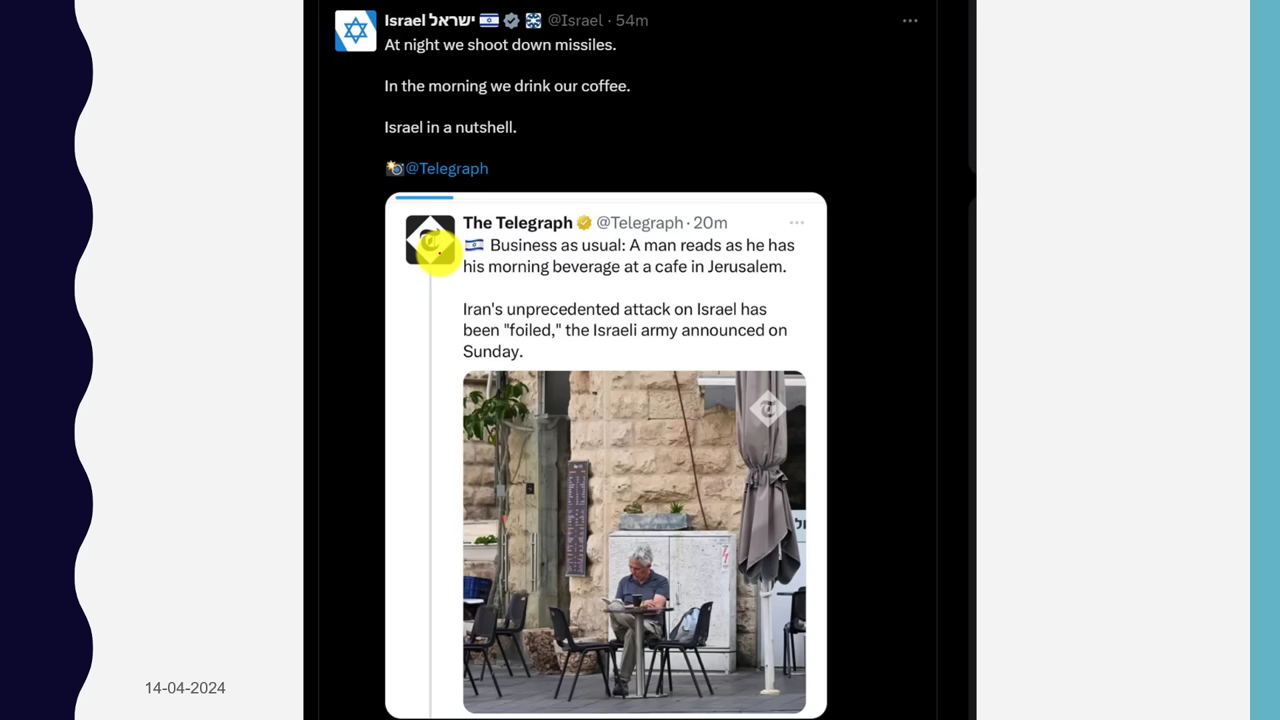 Israel ישראל @Israel · 54m
At night we shoot down missiles.
In the morning we drink our coffee.
Israel in a nutshell.
@Telegraph
The Telegraph @Telegraph · 20m
Business as usual: A man reads as he has
his morning beverage at a cafe in Jerusalem.
Iran's unprecedented attack on Israel has
been "foiled," the Israeli army announced on
Sunday.
14-04-2024